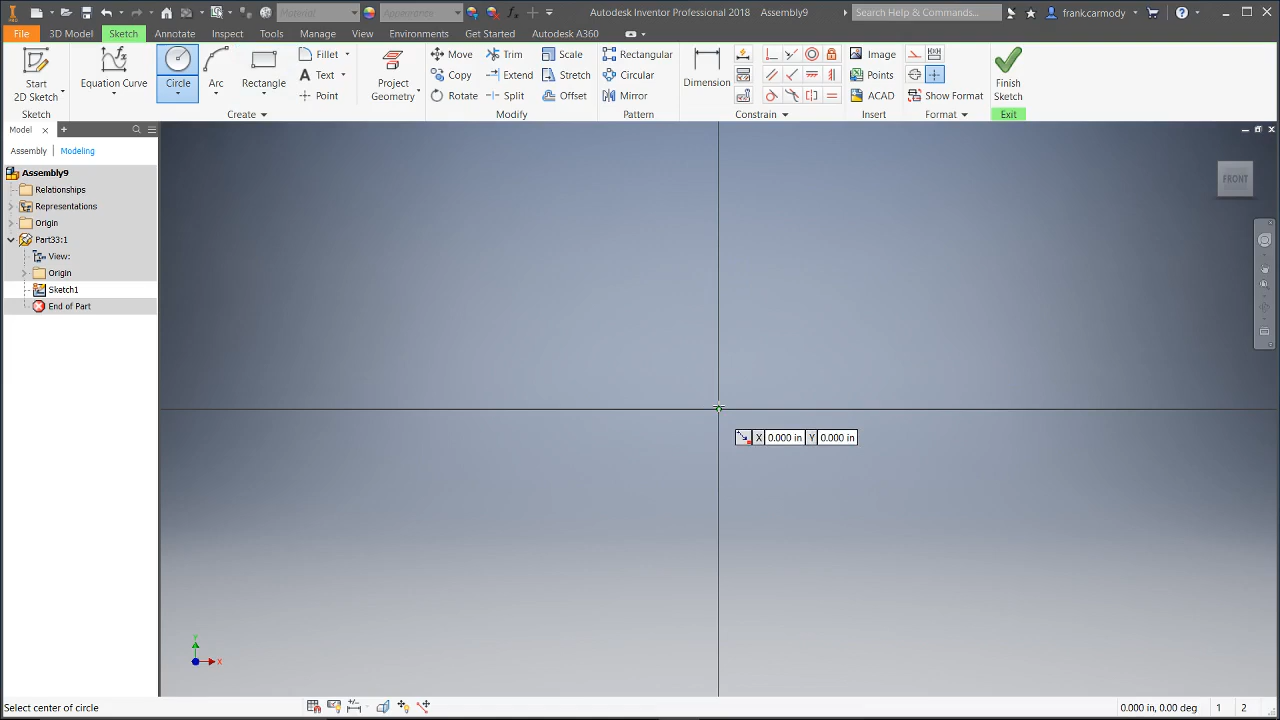 Material
Appearance
Autodesk Inventor Professional 2018 Assembly9
Search Help & Commands...
frank.carmody
File 3D Model Sketch Annotate Inspect Tools Manage View Environments Get Started Autodesk A360
Start
2D Sketch
Equation Curve
Circle
Arc
Rectangle
Fillet
Text
Point
Project
Geometry
Move
Copy
Rotate
Trim
Extend
Split
Scale
Stretch
Offset
Rectangular
Circular
Mirror
Dimension
Image
Points
ACAD
Show Format
Finish
Sketch
Sketch
Create
Modify
Pattern
Constrain
Insert
Format
Exit
Model
Assembly Modeling
Assembly9
Relationships
Representations
Origin
Part33:1
View:
Origin
Sketch1
End of Part
FRONT
X 0.000 in Y 0.000 in
Y
X
Select center of circle
0.000 in, 0.00 deg 1 2